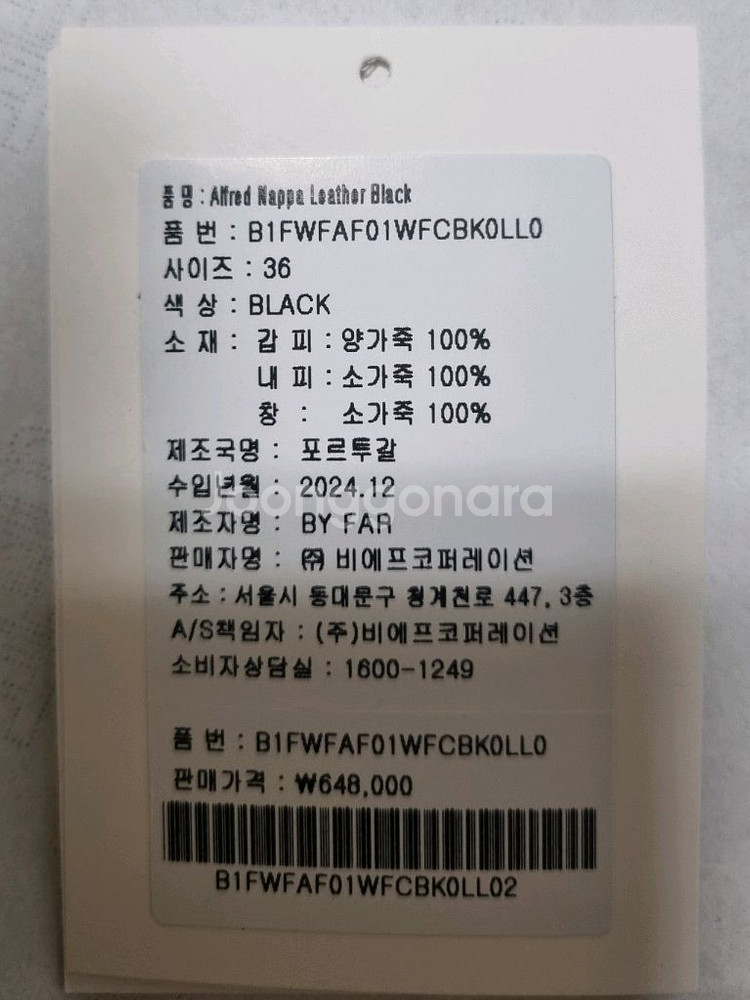 품 명 : Alfred Nappa Leather Black
품 번 : B1FWFAF01WFCBK0LL0
사이즈 : 36
색 상 : BLACK
소 재 : 갑 피 : 양가죽 100%
내 피 : 소가죽 100%
창 : 소가죽 100%
제조국명 : 포르투갈
수입년월 : 2024.12
joonggonara
제조자명 : BY FAR
판매자명 : ㈜ 비에프코퍼레이션
주소 : 서울시 동대문구 청계천로 447, 3층
A/S책임자 : (주)비에프코퍼레이션
소비자상담실 : 1600-1249
품 번 : B1FWFAF01WFCBK0LL0
판매가격 : ₩648,000
B1FWFAF01WFCBK0LL02